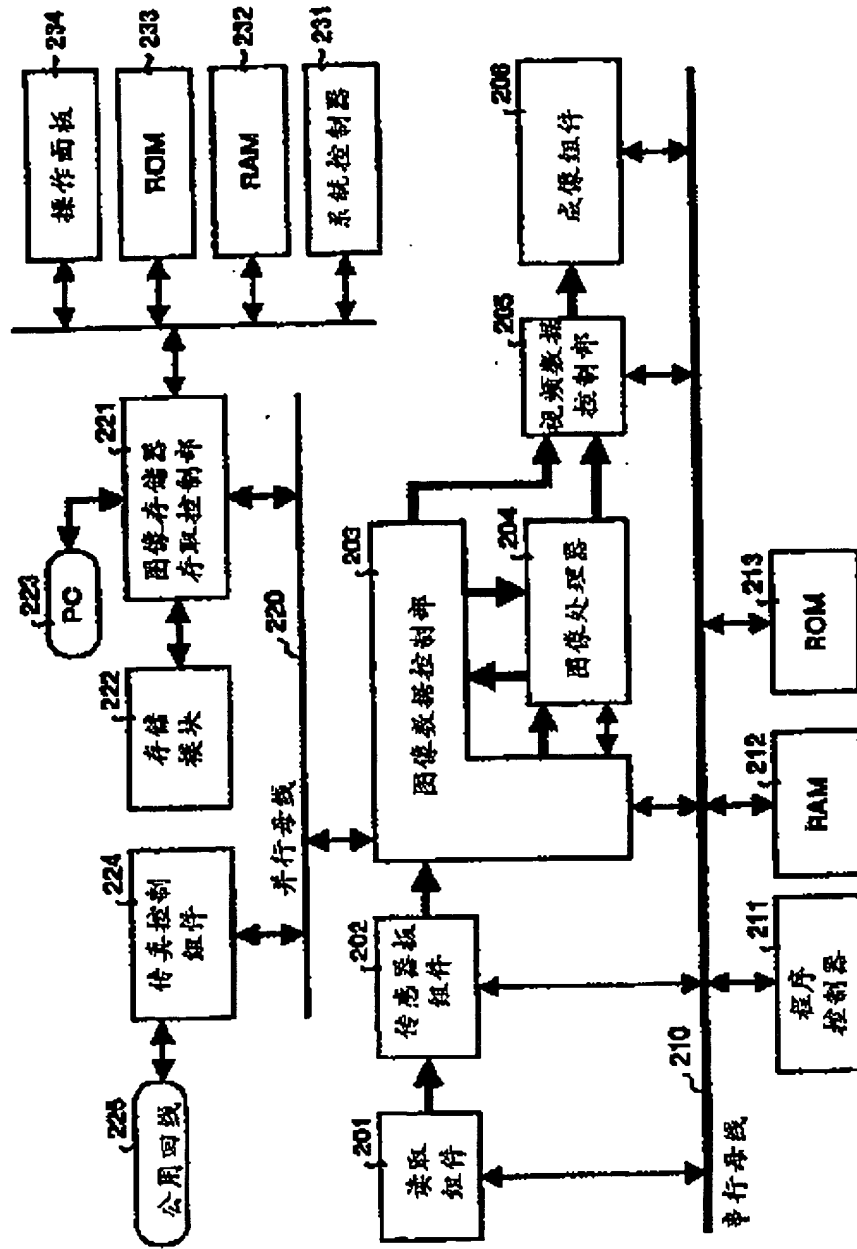 操作面板
234
ROM
233
RAM
232
系统控制器
231
图像存储器
存取控制部
221
PC
223
存储
模块
222
传真控制
组件
224
公用回线
225
并行母线
220
读取
组件
201
传感器板
组件
202
图像数据控制部
203
图像处理器
204
视频数据
控制部
205
成像组件
206
串行母线
210
程序
控制器
211
RAM
212
ROM
213